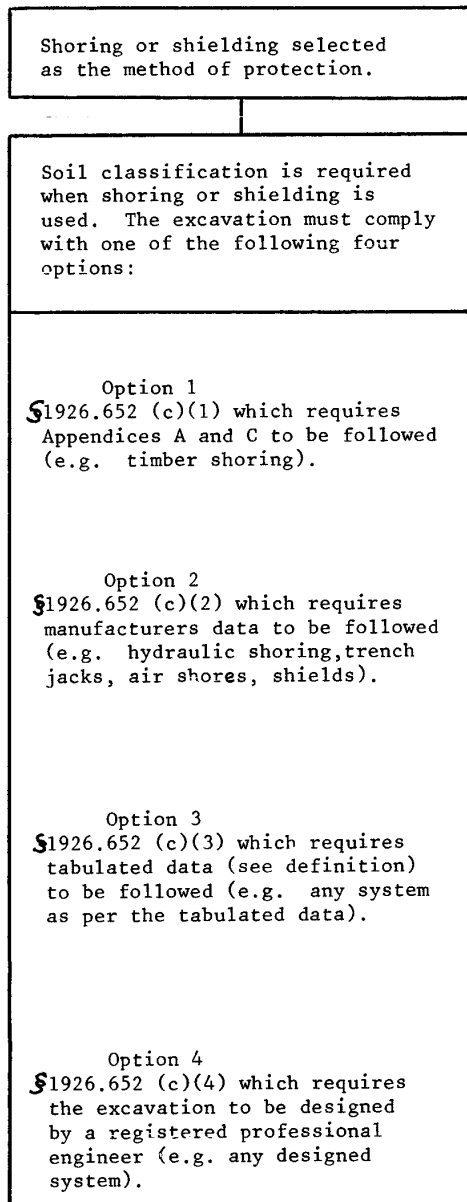 Shoring or shielding selected
as the method of protection.
Soil classification is required
when shoring or shielding is
used. The excavation must comply
with one of the following four
options:
Option 1
§1926.652 (c)(1) which requires
Appendices A and C to be followed
(e.g. timber shoring).
Option 2
§1926.652 (c)(2) which requires
manufacturers data to be followed
(e.g. hydraulic shoring,trench
jacks, air shores, shields).
Option 3
§1926.652 (c)(3) which requires
tabulated data (see definition)
to be followed (e.g. any system
as per the tabulated data).
Option 4
§1926.652 (c)(4) which requires
the excavation to be designed
by a registered professional
engineer (e.g. any designed
system).